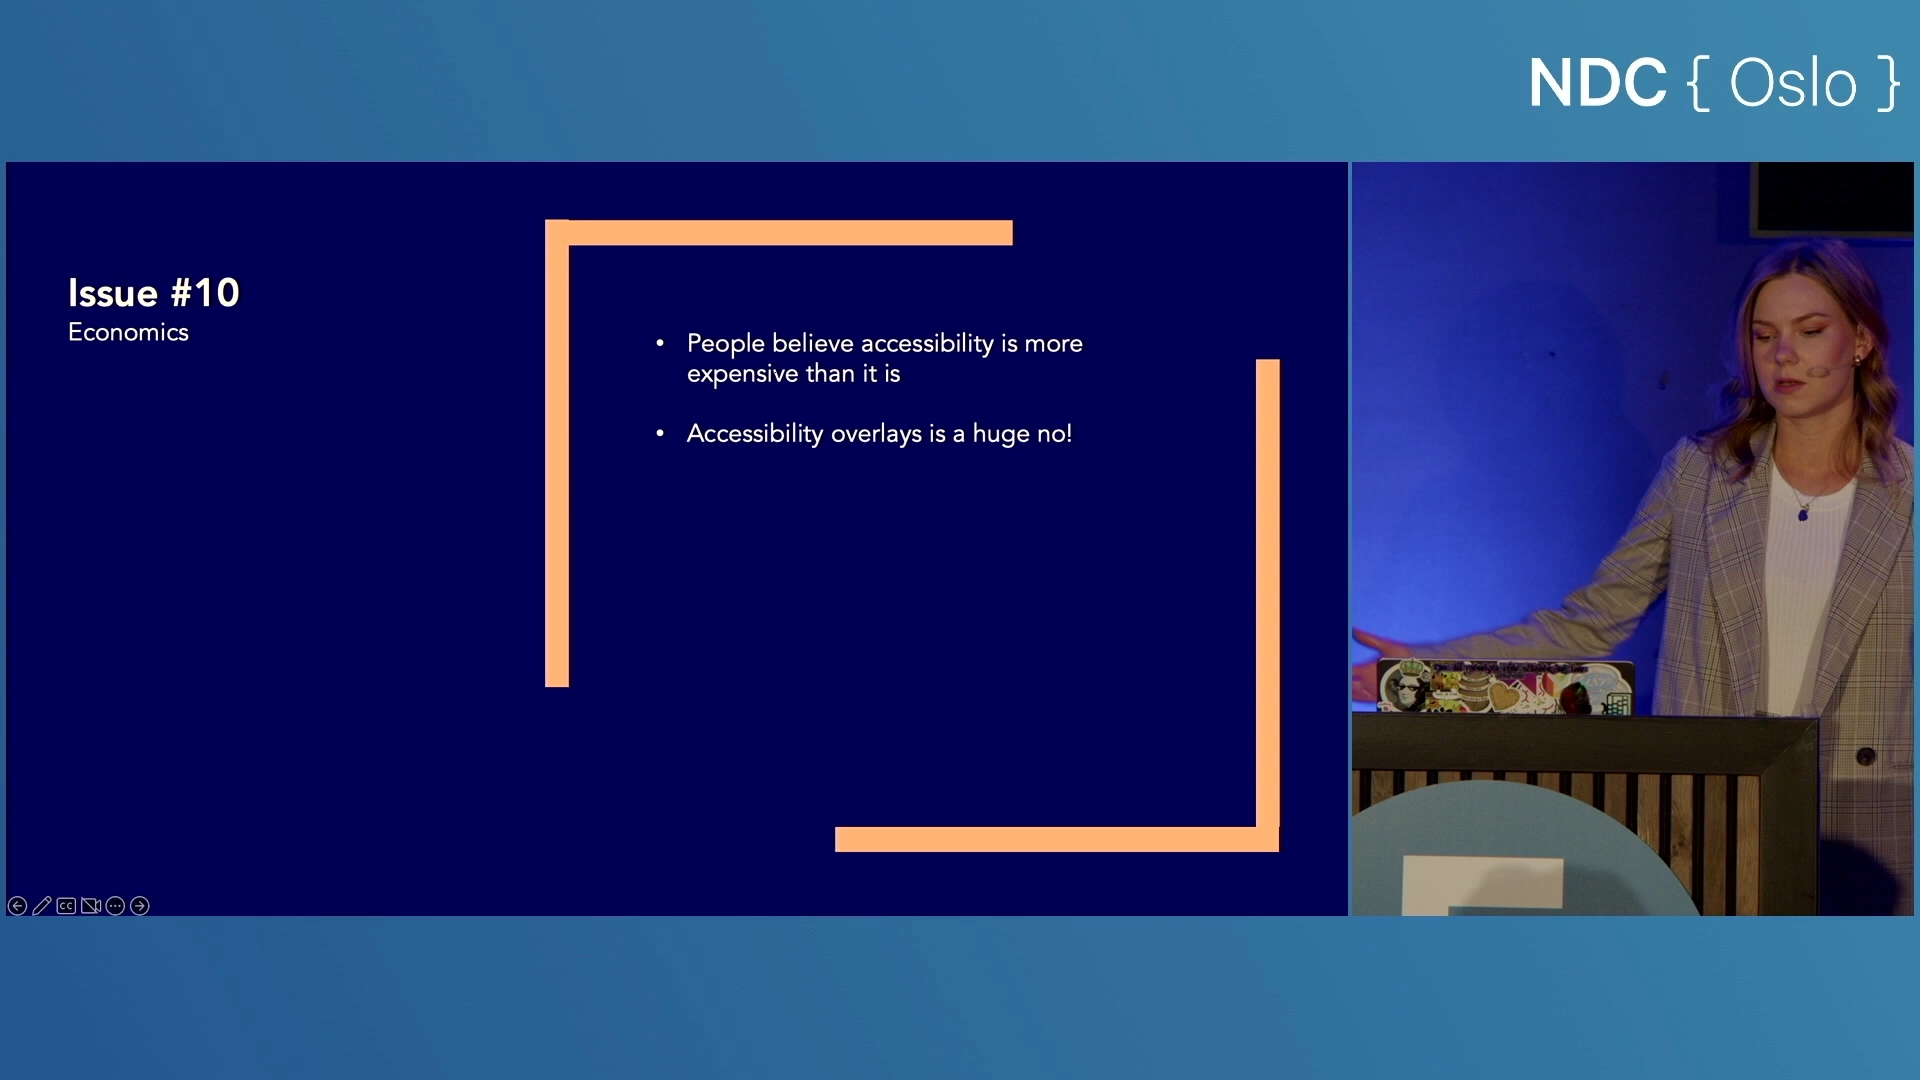 NDC { Oslo }
Issue #10
Economics
• People believe accessibility is more
expensive than it is
• Accessibility overlays is a huge no!
CC